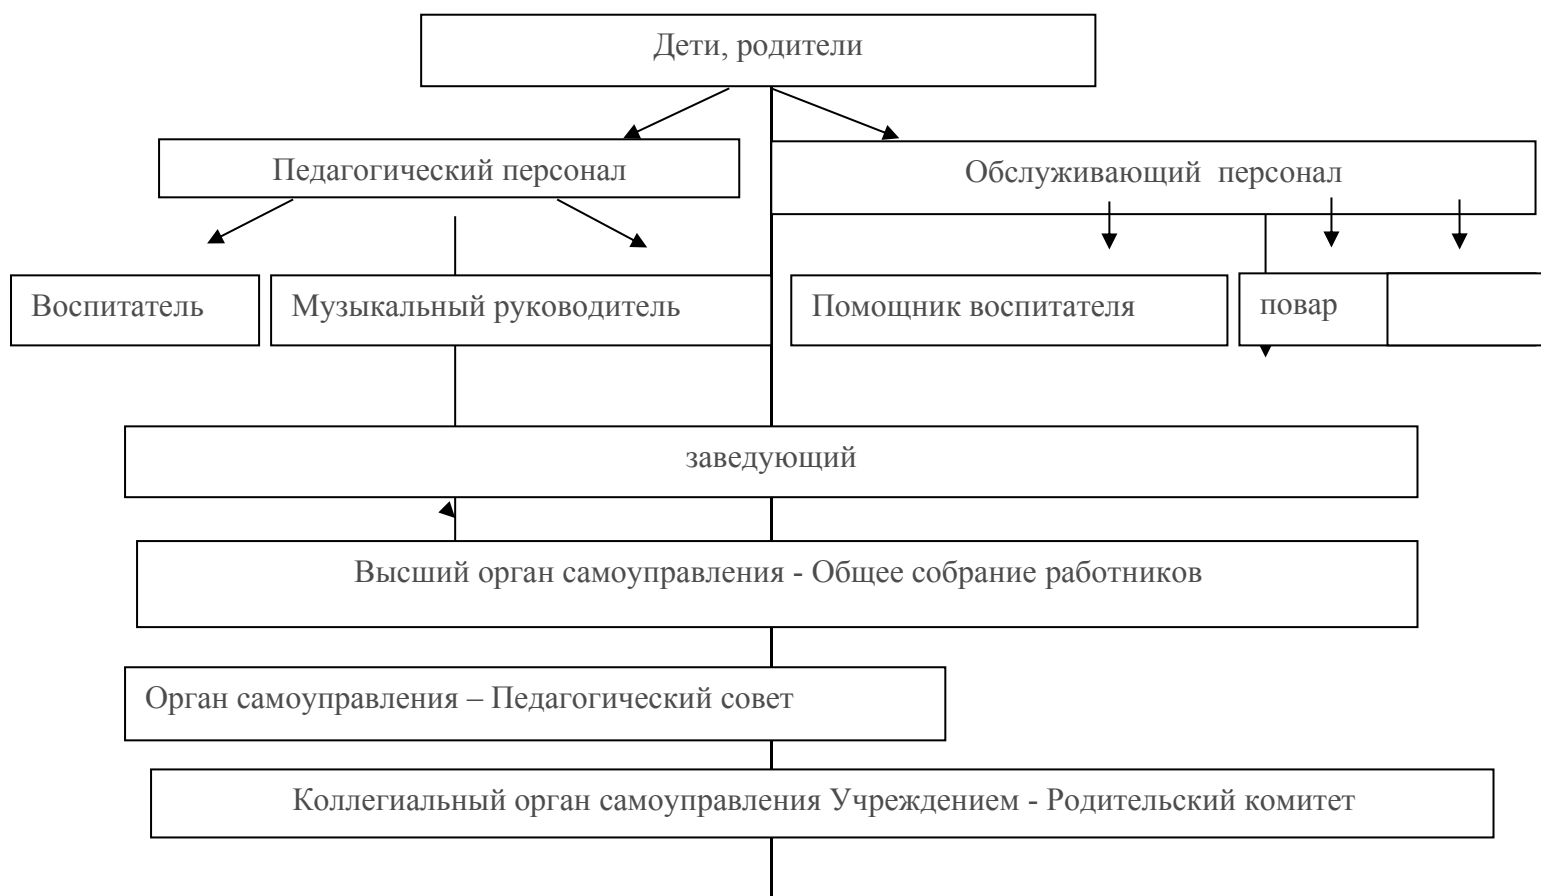 Дети, родители
Педагогический персонал
Обслуживающий  персонал
Воспитатель
Музыкальный руководитель
Помощник воспитателя
повар
заведующий
Высший орган самоуправления - Общее собрание работников
Орган самоуправления – Педагогический совет
Коллегиальный орган самоуправления Учреждением - Родительский комитет